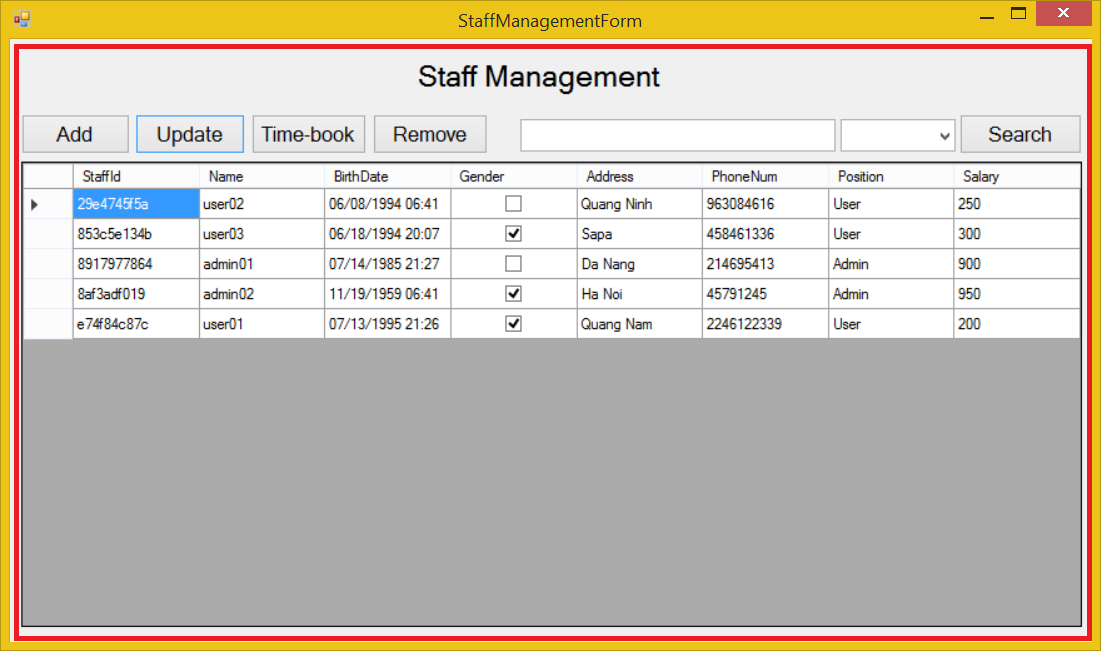 StaffManagementForm
Staff Management
Add Update Time-book Remove Search
StaffId Name BirthDate Gender Address PhoneNum Position Salary
29e4745f5a user02 06/08/1994 06:41 Quang Ninh 963084616 User 250
853c5e134b user03 06/18/1994 20:07 Sapa 458461336 User 300
8917977864 admin01 07/14/1985 21:27 Da Nang 214695413 Admin 900
8af3adf019 admin02 11/19/1959 06:41 Ha Noi 45791245 Admin 950
e74f84c87c user01 07/13/1995 21:26 Quang Nam 2246122339 User 200